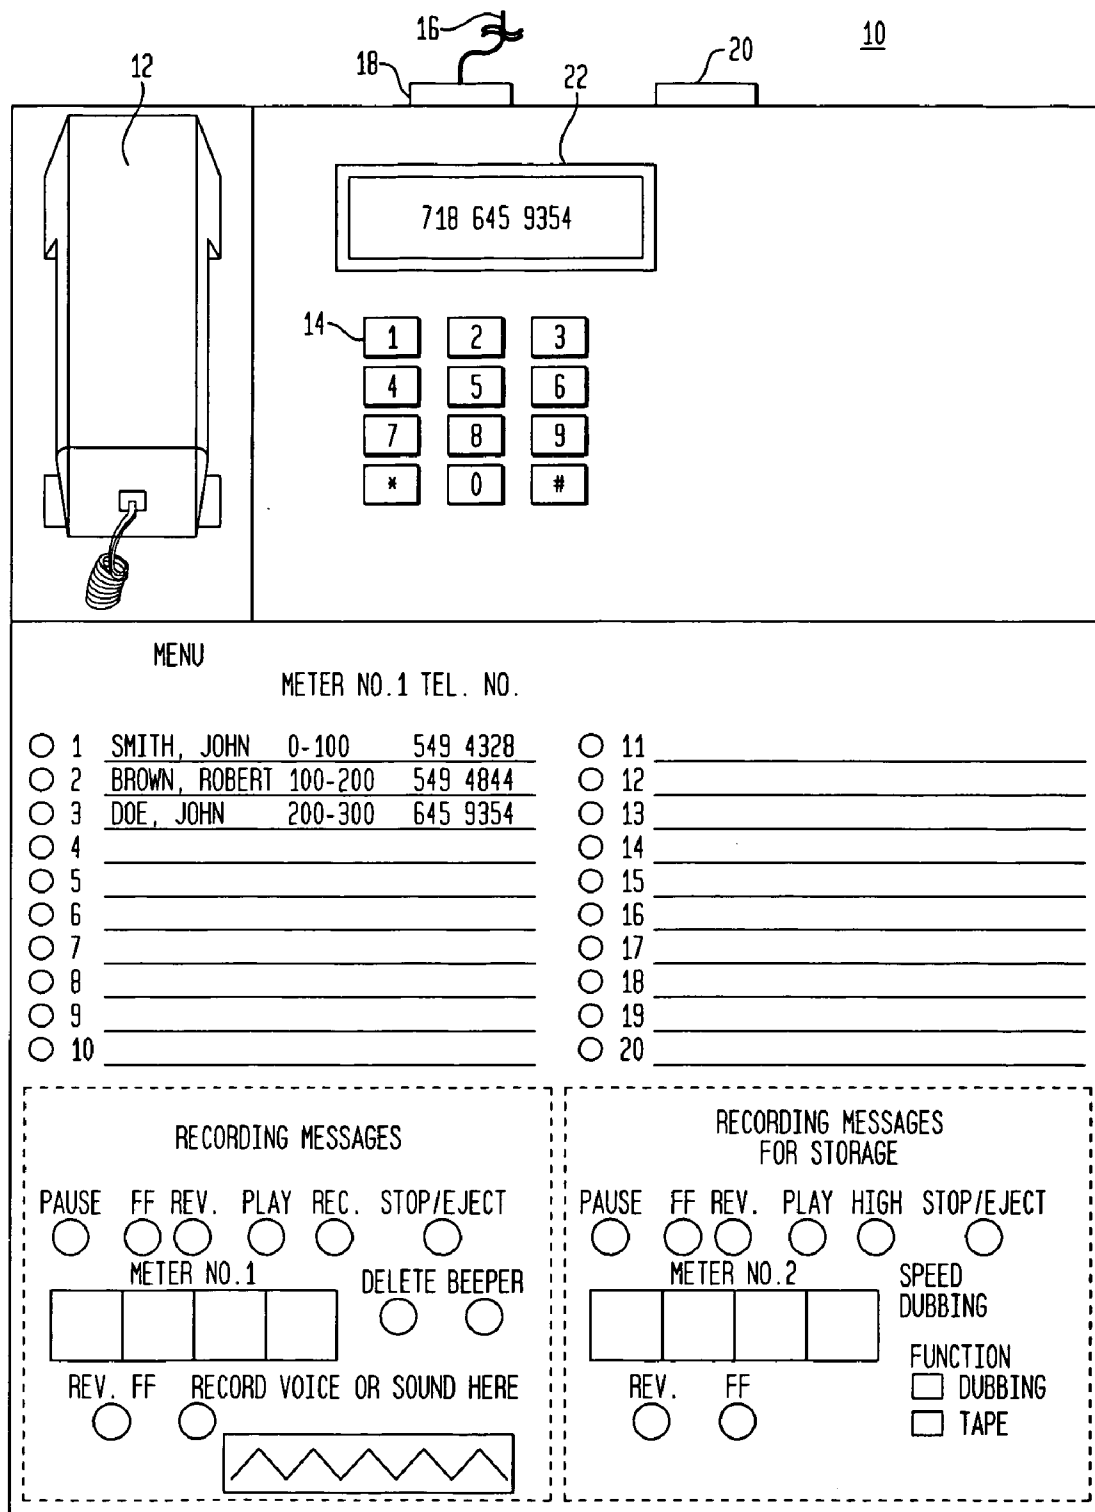 16
10
12
18
20
22
718 645 9354
14
1 2 3
4 5 6
7 8 9
* 0 #
MENU
METER NO.1 TEL. NO.
1 SMITH, JOHN 0-100 549 4328
2 BROWN, ROBERT 100-200 549 4844
3 DOE, JOHN 200-300 645 9354
4
5
6
7
8
9
10
11
12
13
14
15
16
17
18
19
20
RECORDING MESSAGES
PAUSE FF REV. PLAY REC. STOP/EJECT
METER NO.1
DELETE BEEPER
REV. FF RECORD VOICE OR SOUND HERE
RECORDING MESSAGES
FOR STORAGE
PAUSE FF REV. PLAY HIGH STOP/EJECT
METER NO.2
SPEED
DUBBING
FUNCTION
DUBBING
TAPE
REV. FF